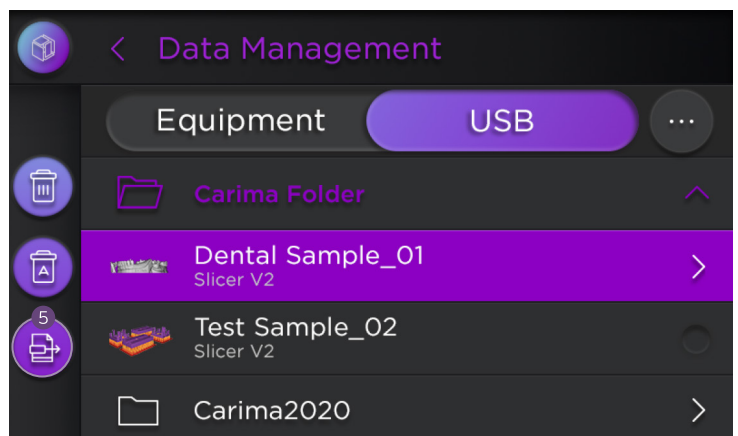 Data Management
Equipment
USB
...
Carima Folder
Dental Sample_01
Slicer V2
A
5
Test Sample_02
Slicer V2
Carima2020